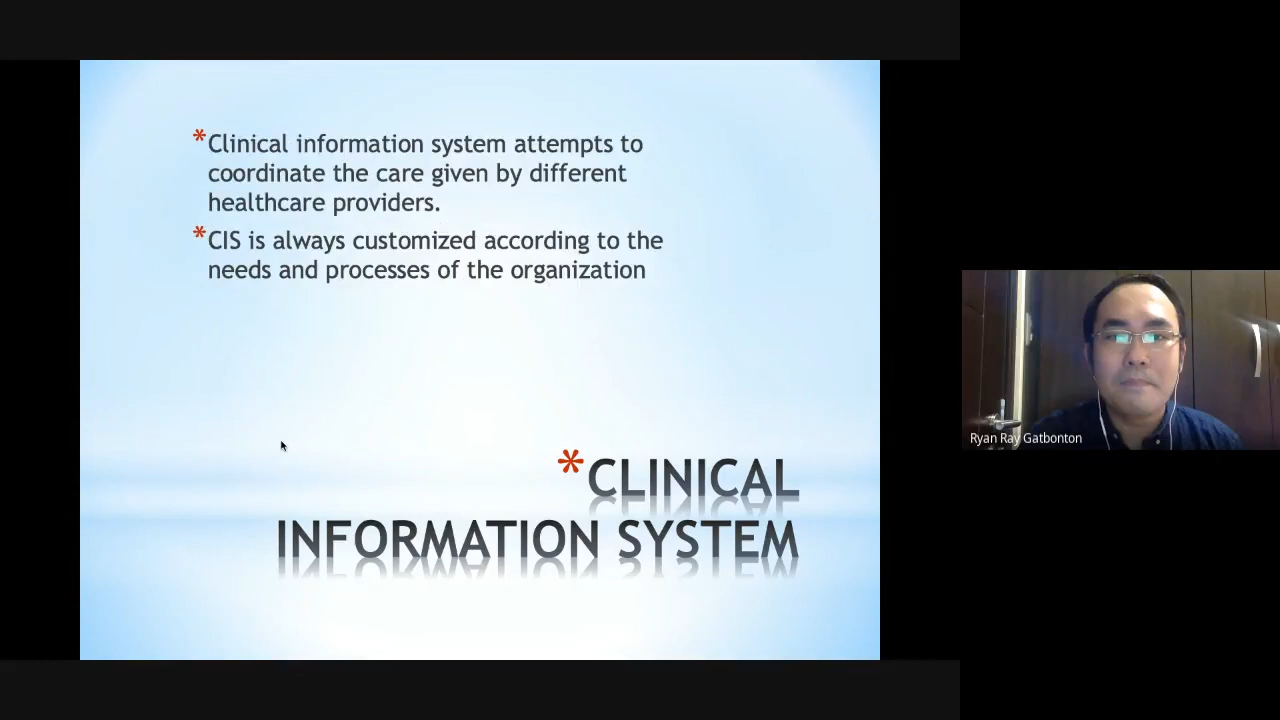 *Clinical information system attempts to
coordinate the care given by different
healthcare providers.
*CIS is always customized according to the
needs and processes of the organization
*CLINICAL
INFORMATION SYSTEM
Ryan Ray Gatbonton